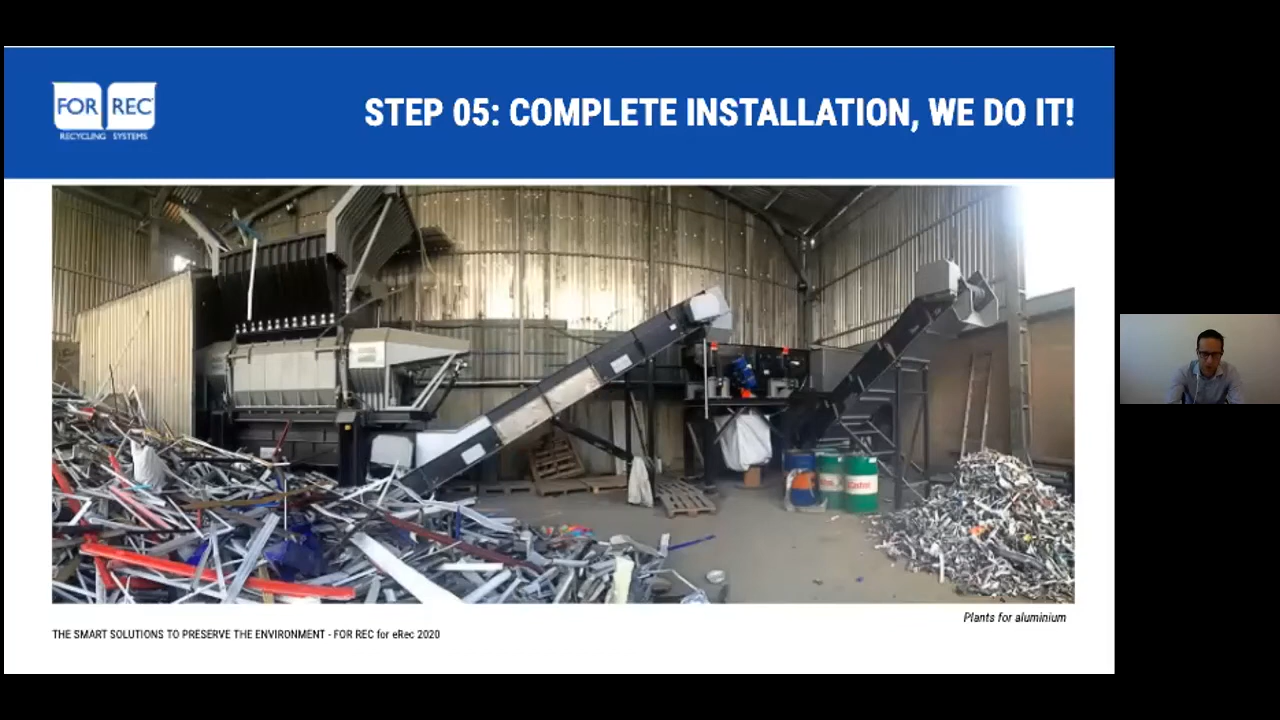 FOR REC
RECYCLING SYSTEMS
STEP 05: COMPLETE INSTALLATION, WE DO IT!
Castrol
Plants for aluminium
THE SMART SOLUTIONS TO PRESERVE THE ENVIRONMENT - FOR REC for eRec 2020